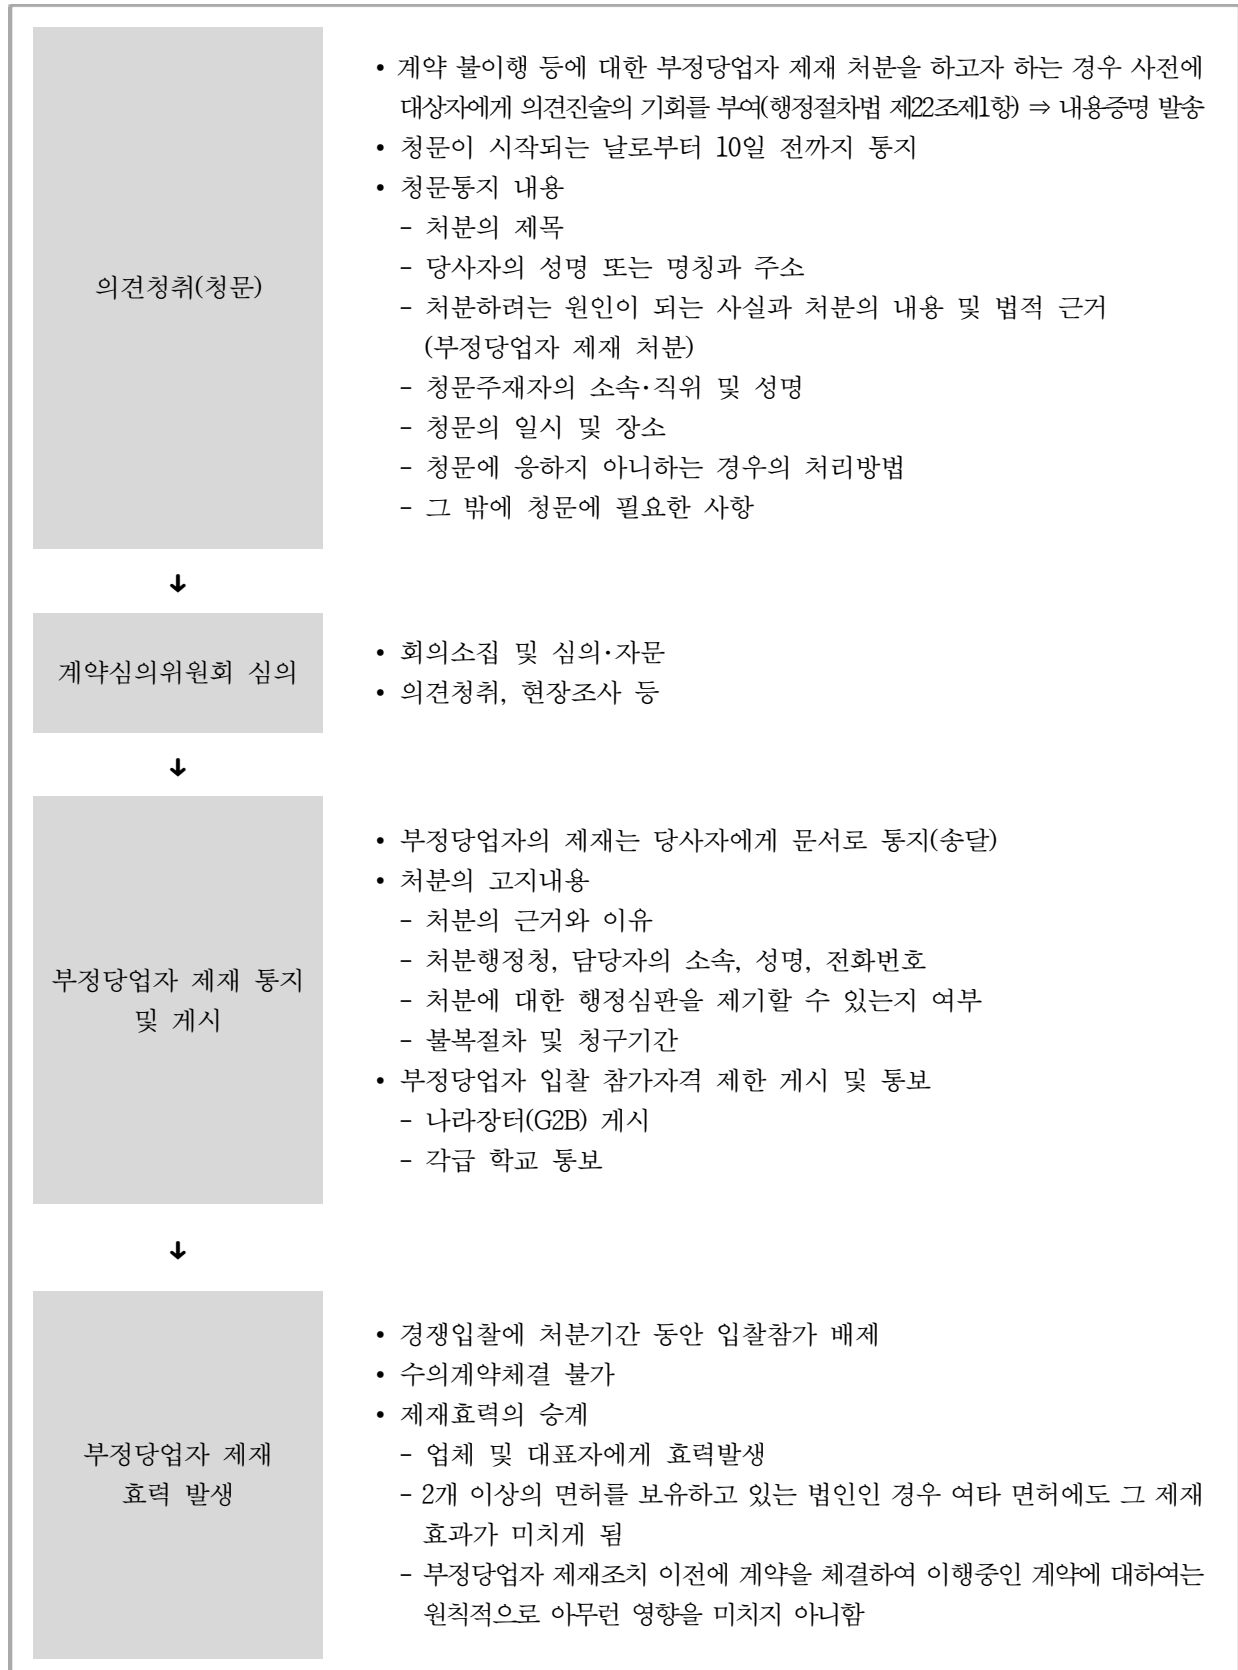 의견청취(청문)
• 계약 불이행 등에 대한 부정당업자 제재 처분을 하고자 하는 경우 사전에
대상자에게 의견진술의 기회를 부여(행정절차법 제22조제1항) ⇒ 내용증명 발송
• 청문이 시작되는 날로부터 10일 전까지 통지
• 청문통지 내용
- 처분의 제목
- 당사자의 성명 또는 명칭과 주소
- 처분하려는 원인이 되는 사실과 처분의 내용 및 법적 근거
(부정당업자 제재 처분)
- 청문주재자의 소속·직위 및 성명
- 청문의 일시 및 장소
- 청문에 응하지 아니하는 경우의 처리방법
- 그 밖에 청문에 필요한 사항
↓
계약심의위원회 심의
• 회의소집 및 심의·자문
• 의견청취, 현장조사 등
↓
부정당업자 제재 통지
및 게시
• 부정당업자의 제재는 당사자에게 문서로 통지(송달)
• 처분의 고지내용
- 처분의 근거와 이유
- 처분행정청, 담당자의 소속, 성명, 전화번호
- 처분에 대한 행정심판을 제기할 수 있는지 여부
- 불복절차 및 청구기간
• 부정당업자 입찰 참가자격 제한 게시 및 통보
- 나라장터(G2B) 게시
- 각급 학교 통보
↓
부정당업자 제재
효력 발생
• 경쟁입찰에 처분기간 동안 입찰참가 배제
• 수의계약체결 불가
• 제재효력의 승계
- 업체 및 대표자에게 효력발생
- 2개 이상의 면허를 보유하고 있는 법인인 경우 여타 면허에도 그 제재
효과가 미치게 됨
- 부정당업자 제재조치 이전에 계약을 체결하여 이행중인 계약에 대하여는
원칙적으로 아무런 영향을 미치지 아니함